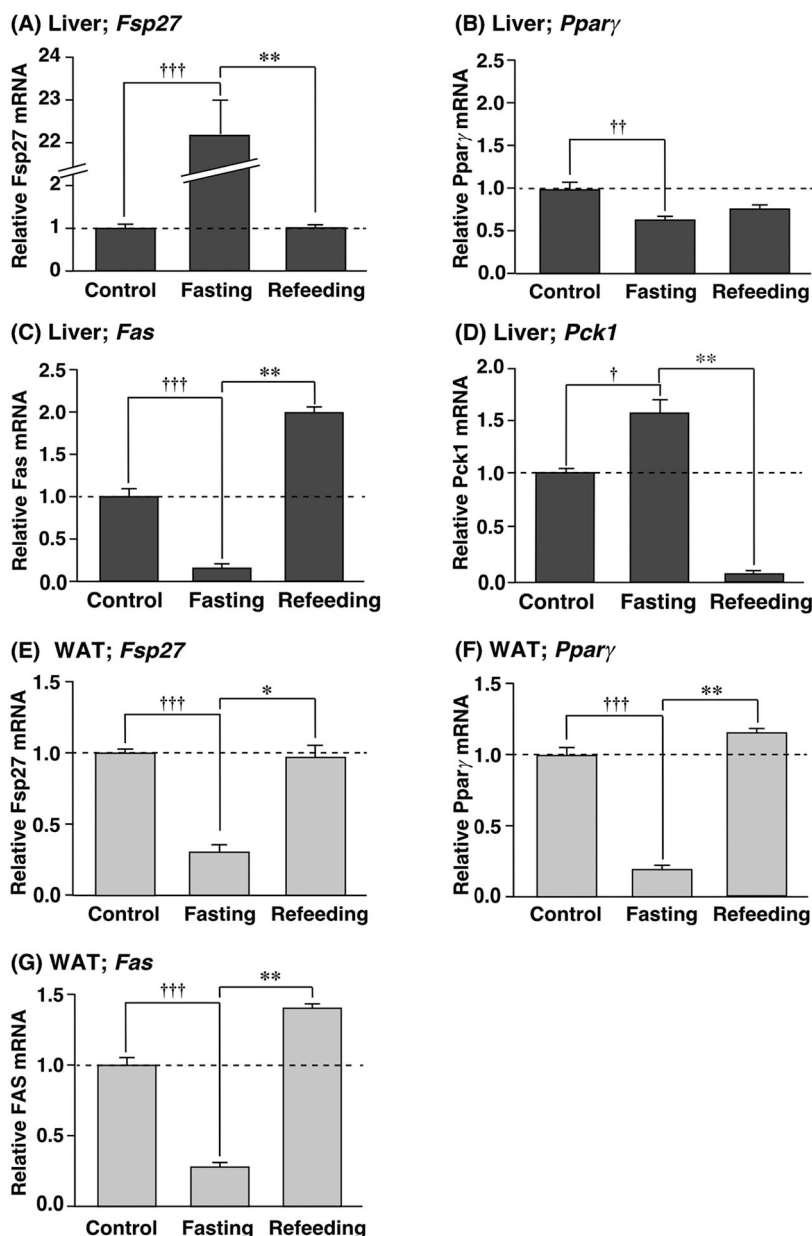 (A) Liver; Fsp27
Relative Fsp27 mRNA
24
23
22
2
1
0
†††
**
Control Fasting Refeeding
(B) Liver; Pparγ
Relative Pparγ mRNA
2.5
2.0
1.5
1.0
0.5
0.0
††
Control Fasting Refeeding
(C) Liver; Fas
Relative Fas mRNA
2.5
2.0
1.5
1.0
0.5
0.0
†††
**
Control Fasting Refeeding
(D) Liver; Pck1
Relative Pck1 mRNA
2.0
1.5
1.0
0.5
0.0
†
**
Control Fasting Refeeding
(E) WAT; Fsp27
Relative Fsp27 mRNA
1.5
1.0
0.5
0.0
†††
*
Control Fasting Refeeding
(F) WAT; Pparγ
Relative Pparγ mRNA
1.5
1.0
0.5
0.0
†††
**
Control Fasting Refeeding
(G) WAT; Fas
Relative FAS mRNA
1.5
1.0
0.5
0.0
†††
**
Control Fasting Refeeding